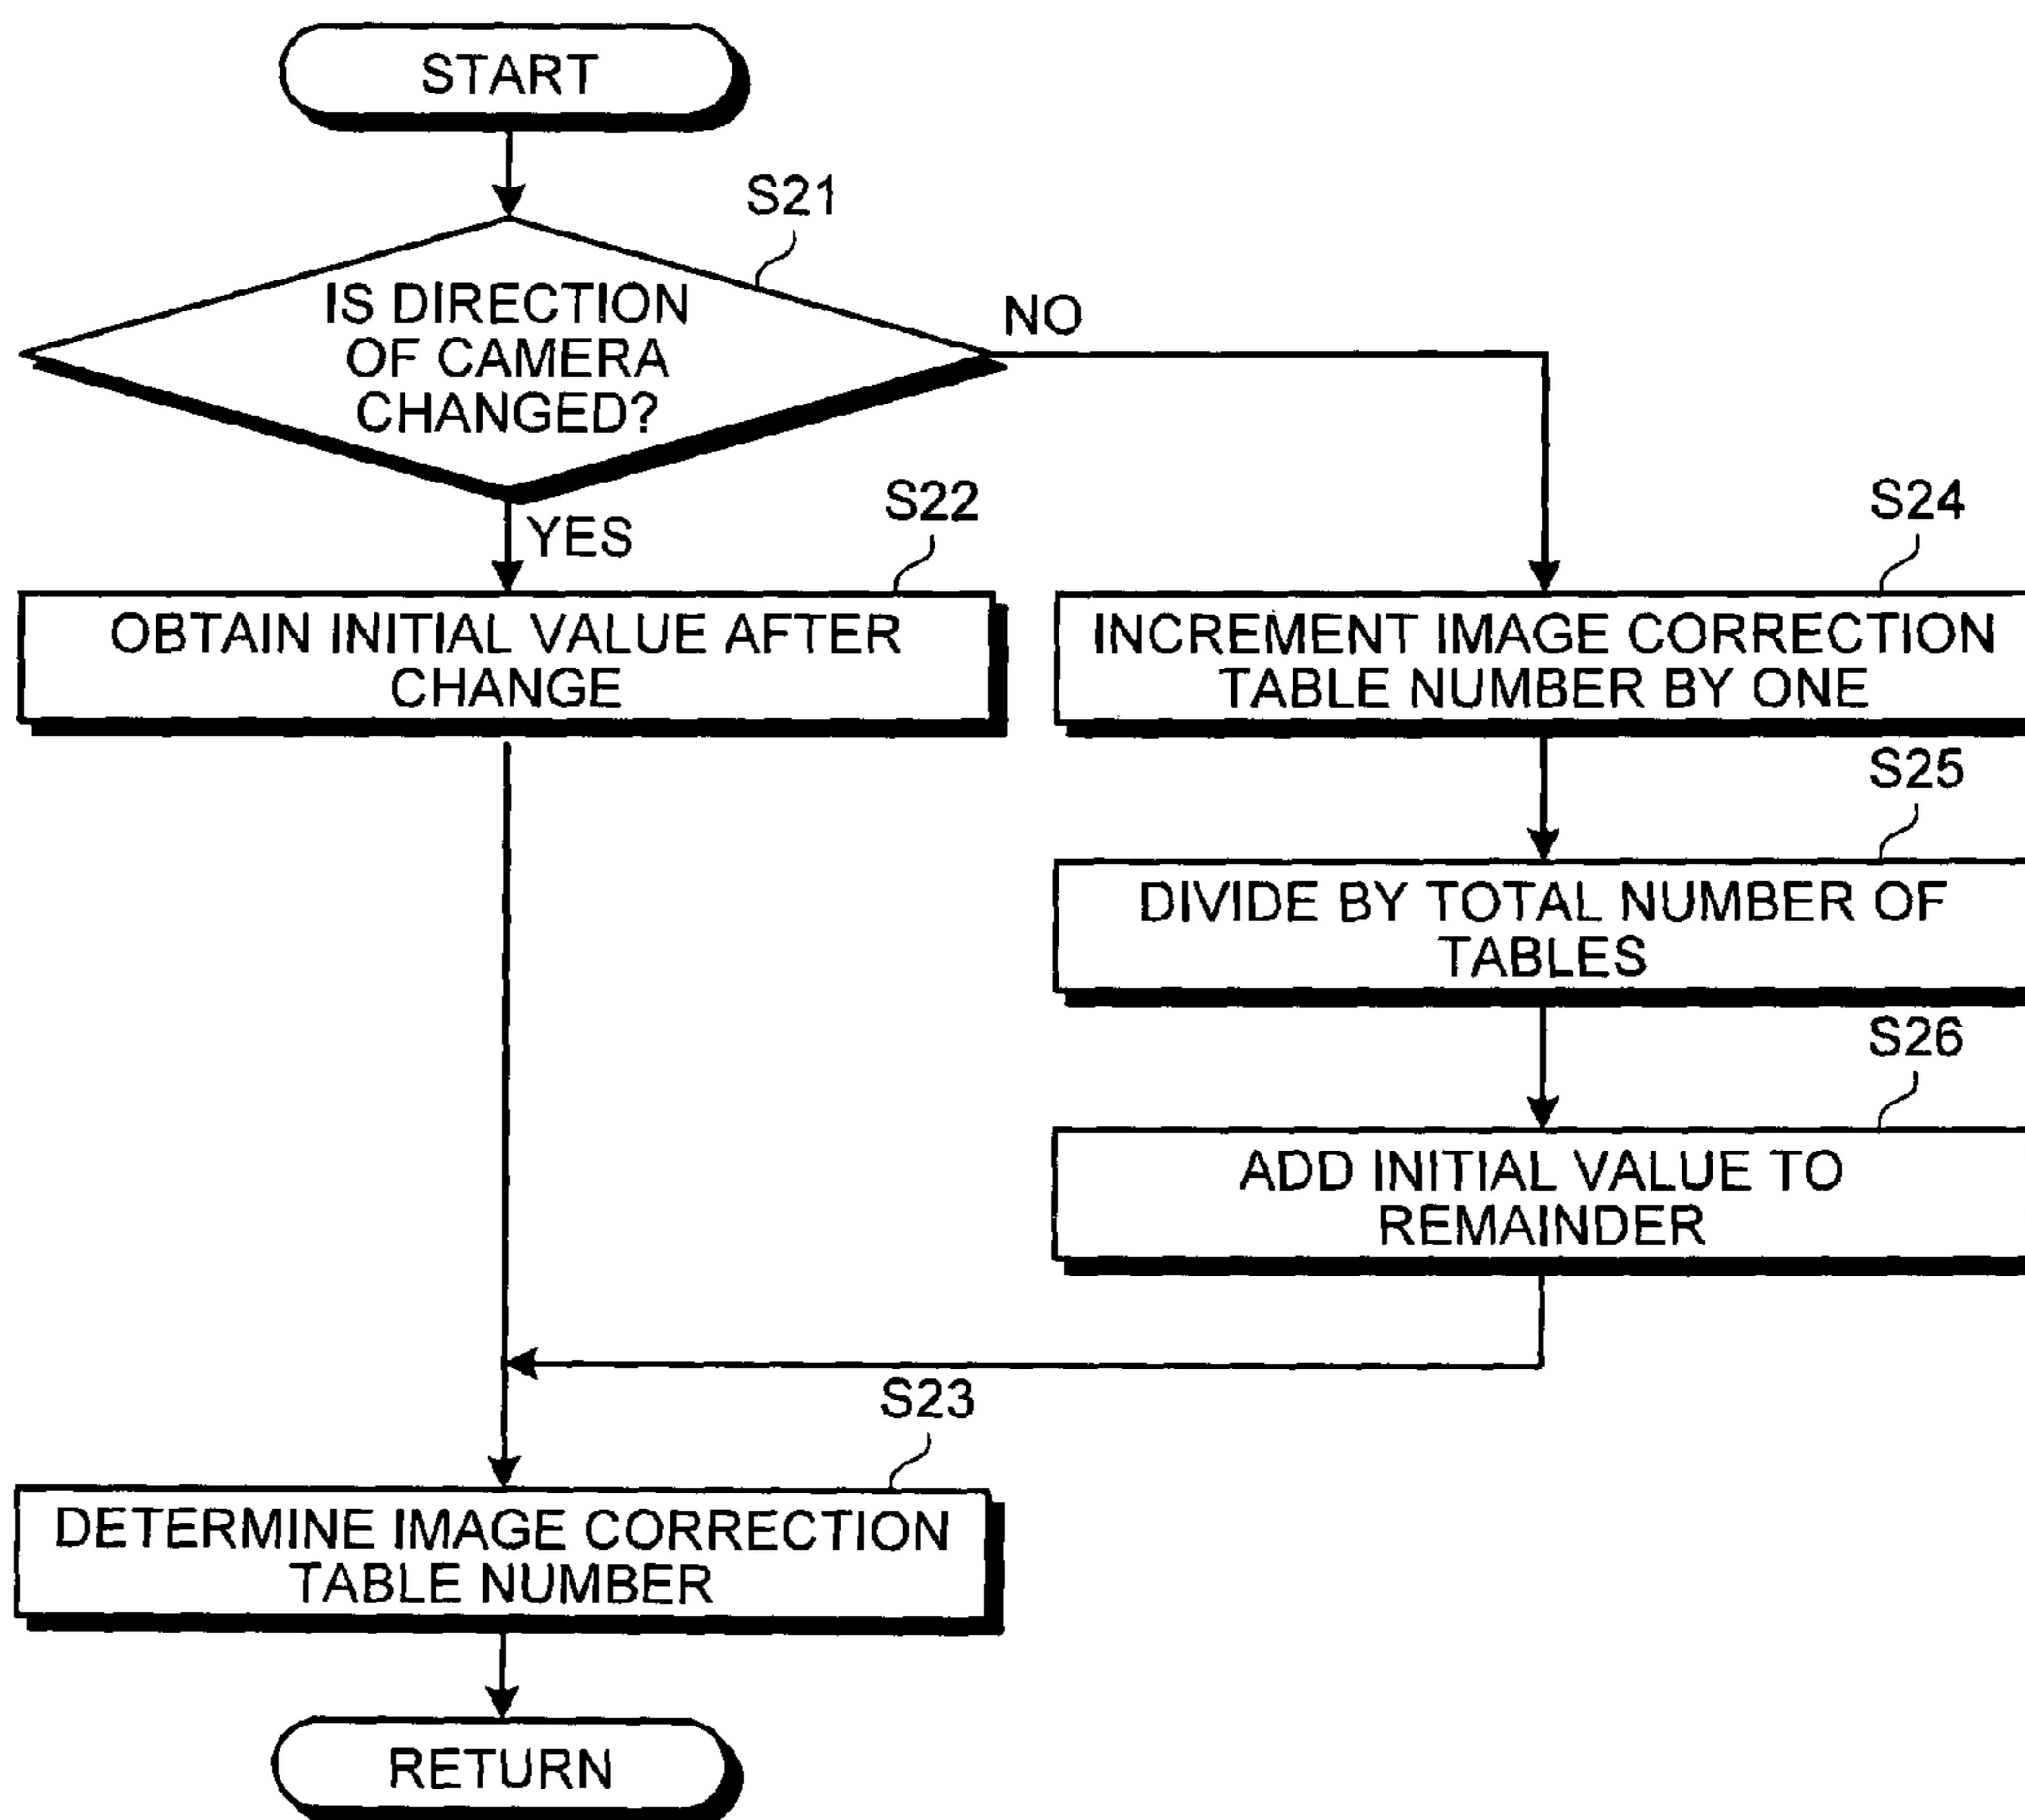 START
S21
IS DIRECTION
OF CAMERA
CHANGED?
NO
YES
S22
OBTAIN INITIAL VALUE AFTER
CHANGE
S24
INCREMENT IMAGE CORRECTION
TABLE NUMBER BY ONE
S25
DIVIDE BY TOTAL NUMBER OF
TABLES
S26
ADD INITIAL VALUE TO
REMAINDER
S23
DETERMINE IMAGE CORRECTION
TABLE NUMBER
RETURN